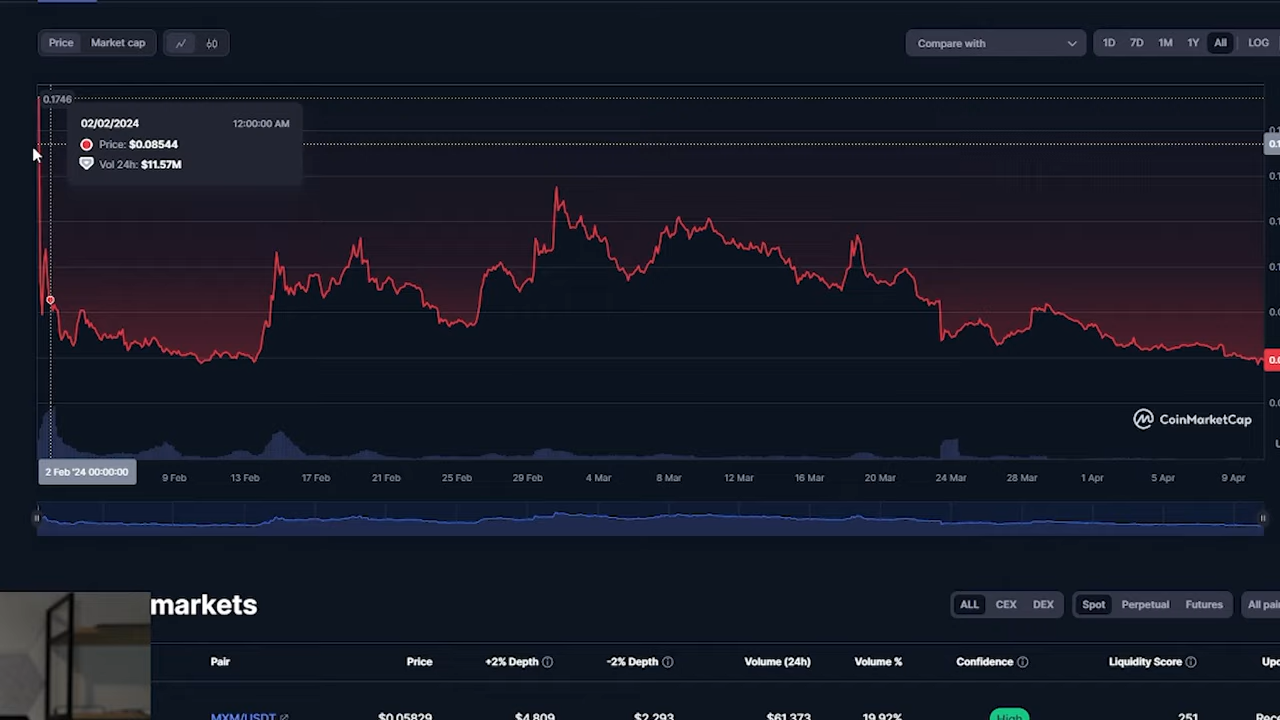 Price Market cap Compare with 1D 7D 1M 1Y All LOG
0.1746
02/02/2024 12:00:00 AM
Price: $0.08544
Vol 24h: $11.57M
CoinMarketCap
2 Feb '24 00:00:00 9 Feb 13 Feb 17 Feb 21 Feb 25 Feb 29 Feb 4 Mar 8 Mar 12 Mar 16 Mar 20 Mar 24 Mar 28 Mar 1 Apr 5 Apr 9 Apr
markets ALL CEX DEX Spot Perpetual Futures All
Pair Price +2% Depth -2% Depth Volume (24h) Volume % Confidence Liquidity Score
MXM/USDT $0.05829 $4,809 $2,293 $61,373 19.92% High 251